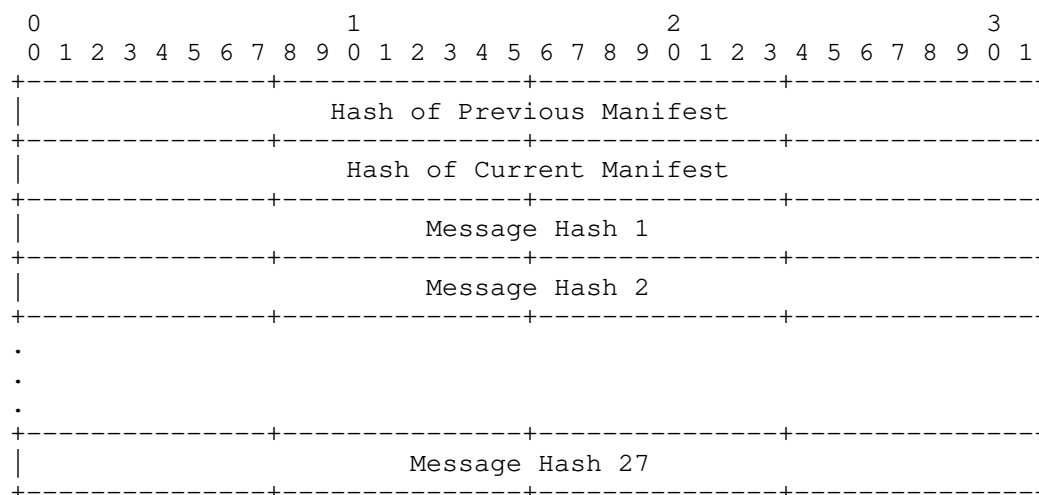 0                   1                   2                   3
0 1 2 3 4 5 6 7 8 9 0 1 2 3 4 5 6 7 8 9 0 1 2 3 4 5 6 7 8 9 0 1
+---------------+---------------+---------------+---------------
|                   Hash of Previous Manifest
+---------------+---------------+---------------+---------------
|                    Hash of Current Manifest
+---------------+---------------+---------------+---------------
|                         Message Hash 1
+---------------+---------------+---------------+---------------
|                         Message Hash 2
+---------------+---------------+---------------+---------------
.
.
.
+---------------+---------------+---------------+---------------
|                        Message Hash 27
+---------------+---------------+---------------+---------------